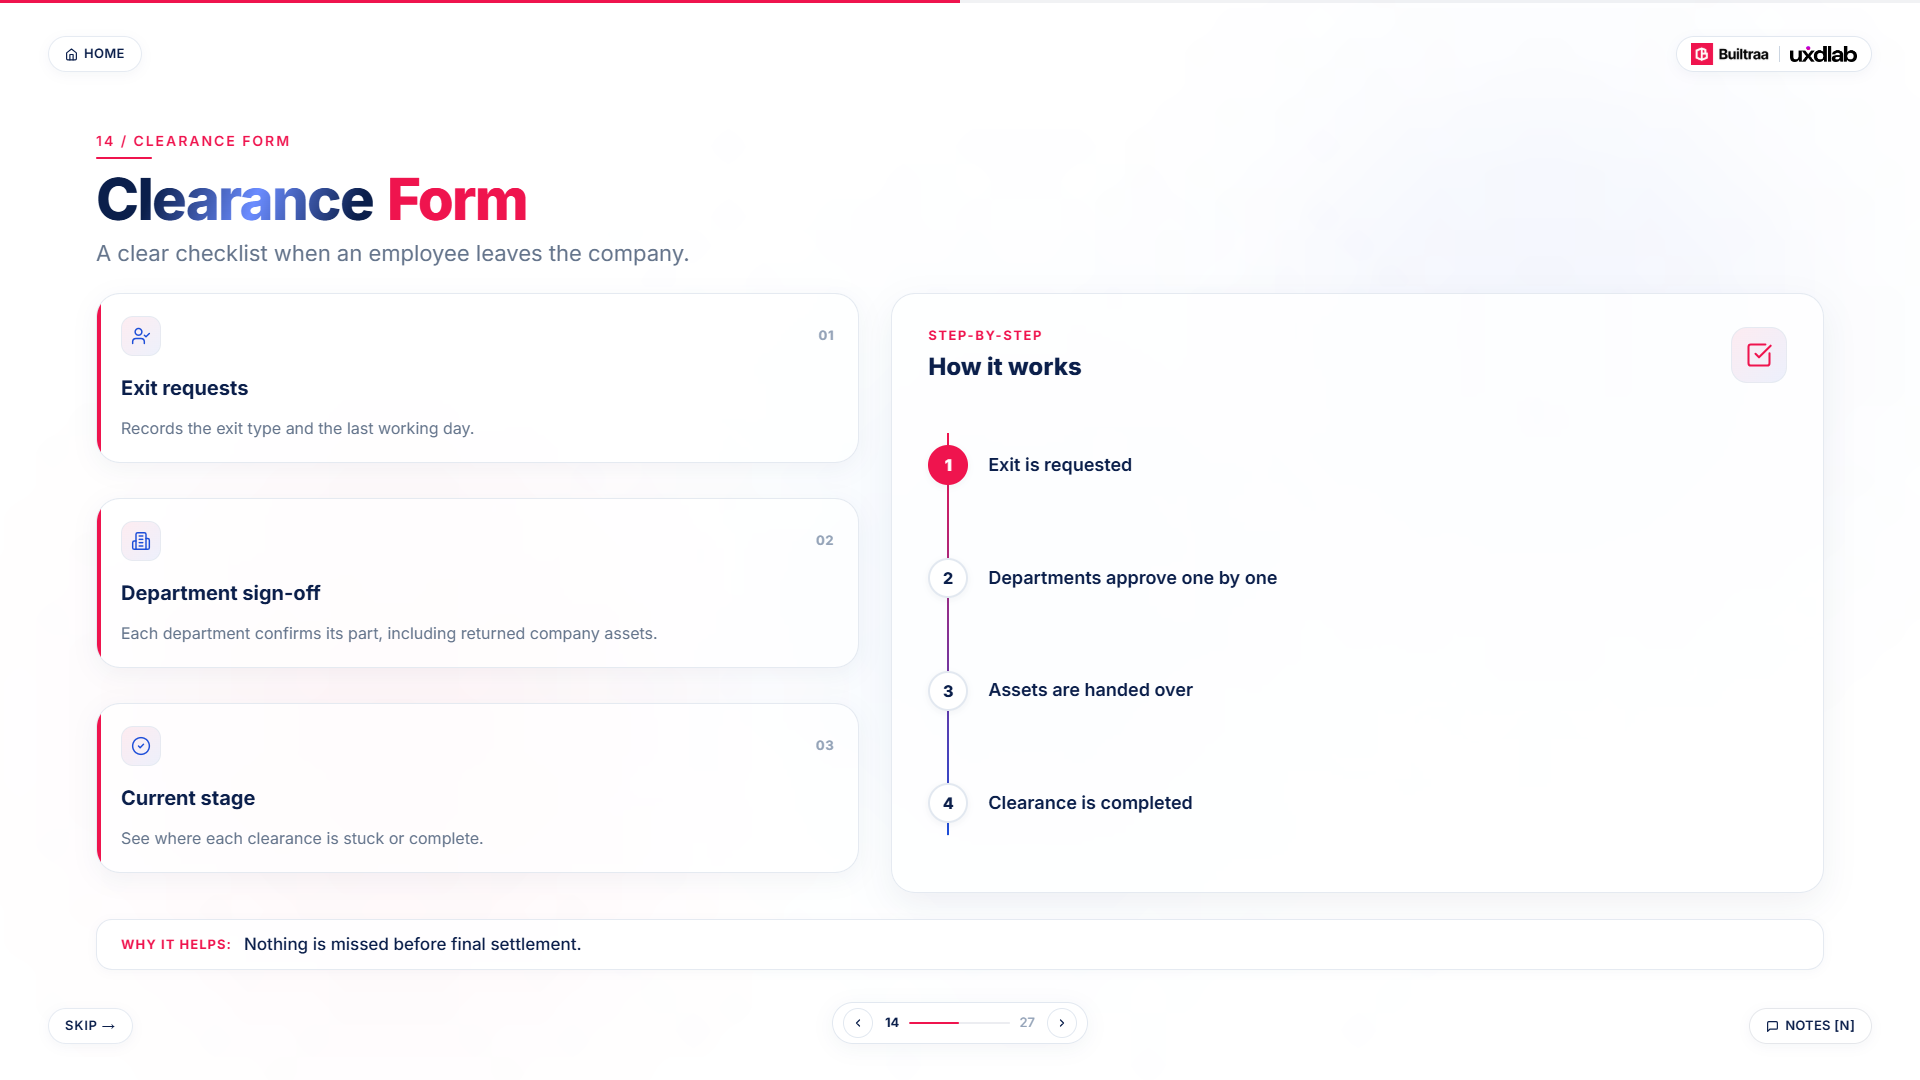 HOME
Builtraa
uxdlab
14 / CLEARANCE FORM
Clearance Form
A clear checklist when an employee leaves the company.
01
Exit requests
Records the exit type and the last working day.
02
Department sign-off
Each department confirms its part, including returned company assets.
03
Current stage
See where each clearance is stuck or complete.
STEP-BY-STEP
How it works
1 Exit is requested
2 Departments approve one by one
3 Assets are handed over
4 Clearance is completed
WHY IT HELPS: Nothing is missed before final settlement.
SKIP →
14 27
NOTES [N]